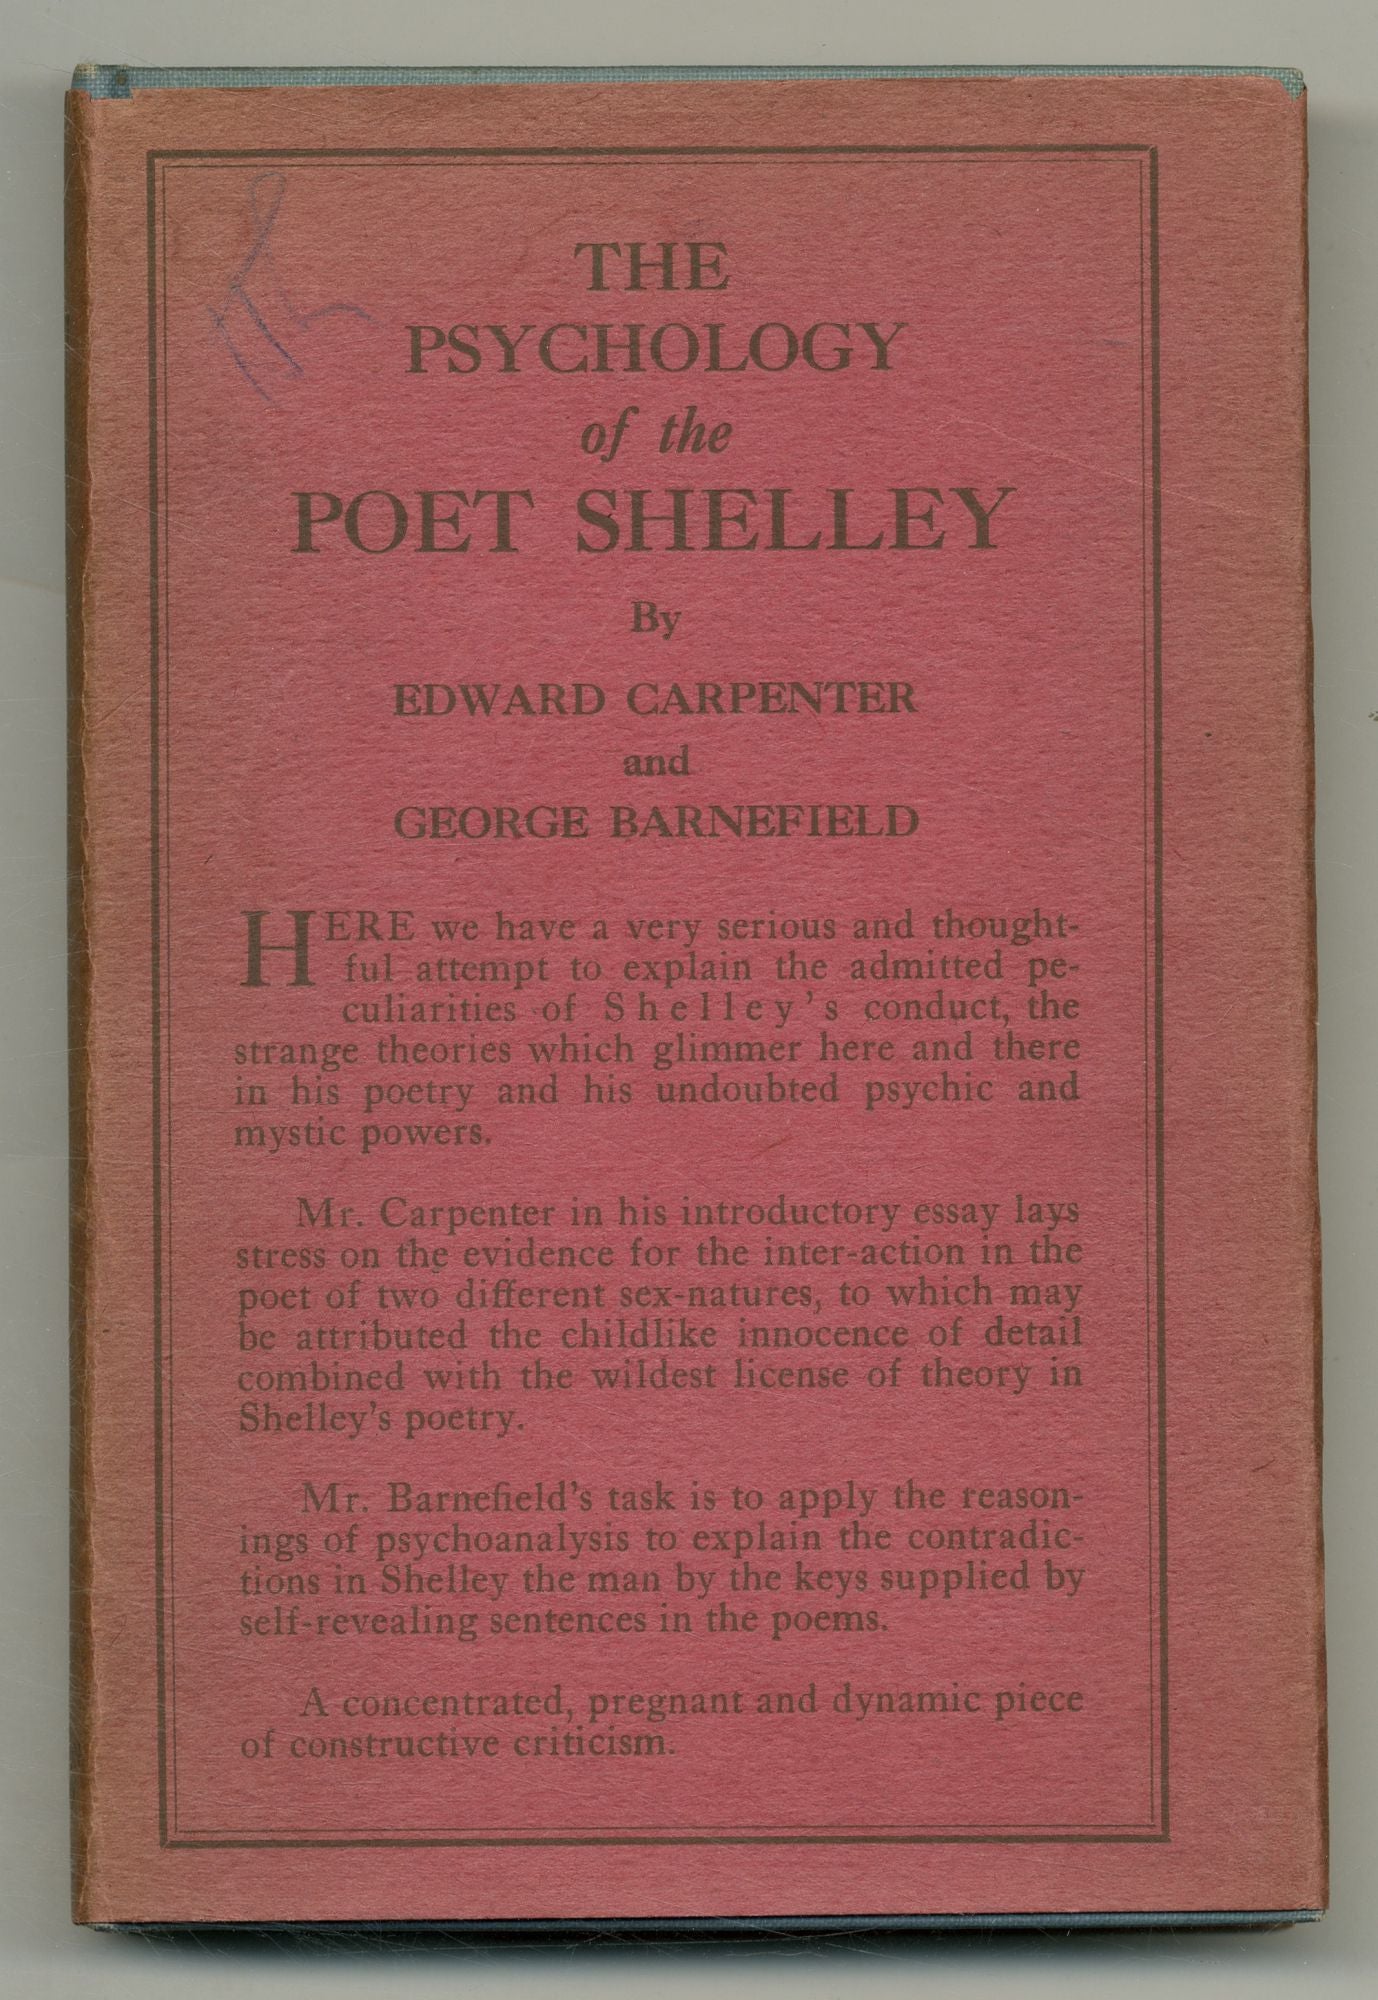 THE
PSYCHOLOGY
of the
POET SHELLEY
By
EDWARD CARPENTER
and
GEORGE BARNEFIELD
HERE we have a very serious and thought-
ful attempt to explain the admitted pe-
culiarities of Shelley's conduct, the
strange theories which glimmer here and there
in his poetry and his undoubted psychic and
mystic powers.
Mr. Carpenter in his introductory essay lays
stress on the evidence for the inter-action in the
poet of two different sex-natures, to which may
be attributed the childlike innocence of detail
combined with the wildest license of theory in
Shelley's poetry.
Mr. Barnefield's task is to apply the reason-
ings of psychoanalysis to explain the contradic-
tions in Shelley the man by the keys supplied by
self-revealing sentences in the poems.
A concentrated, pregnant and dynamic piece
of constructive criticism.